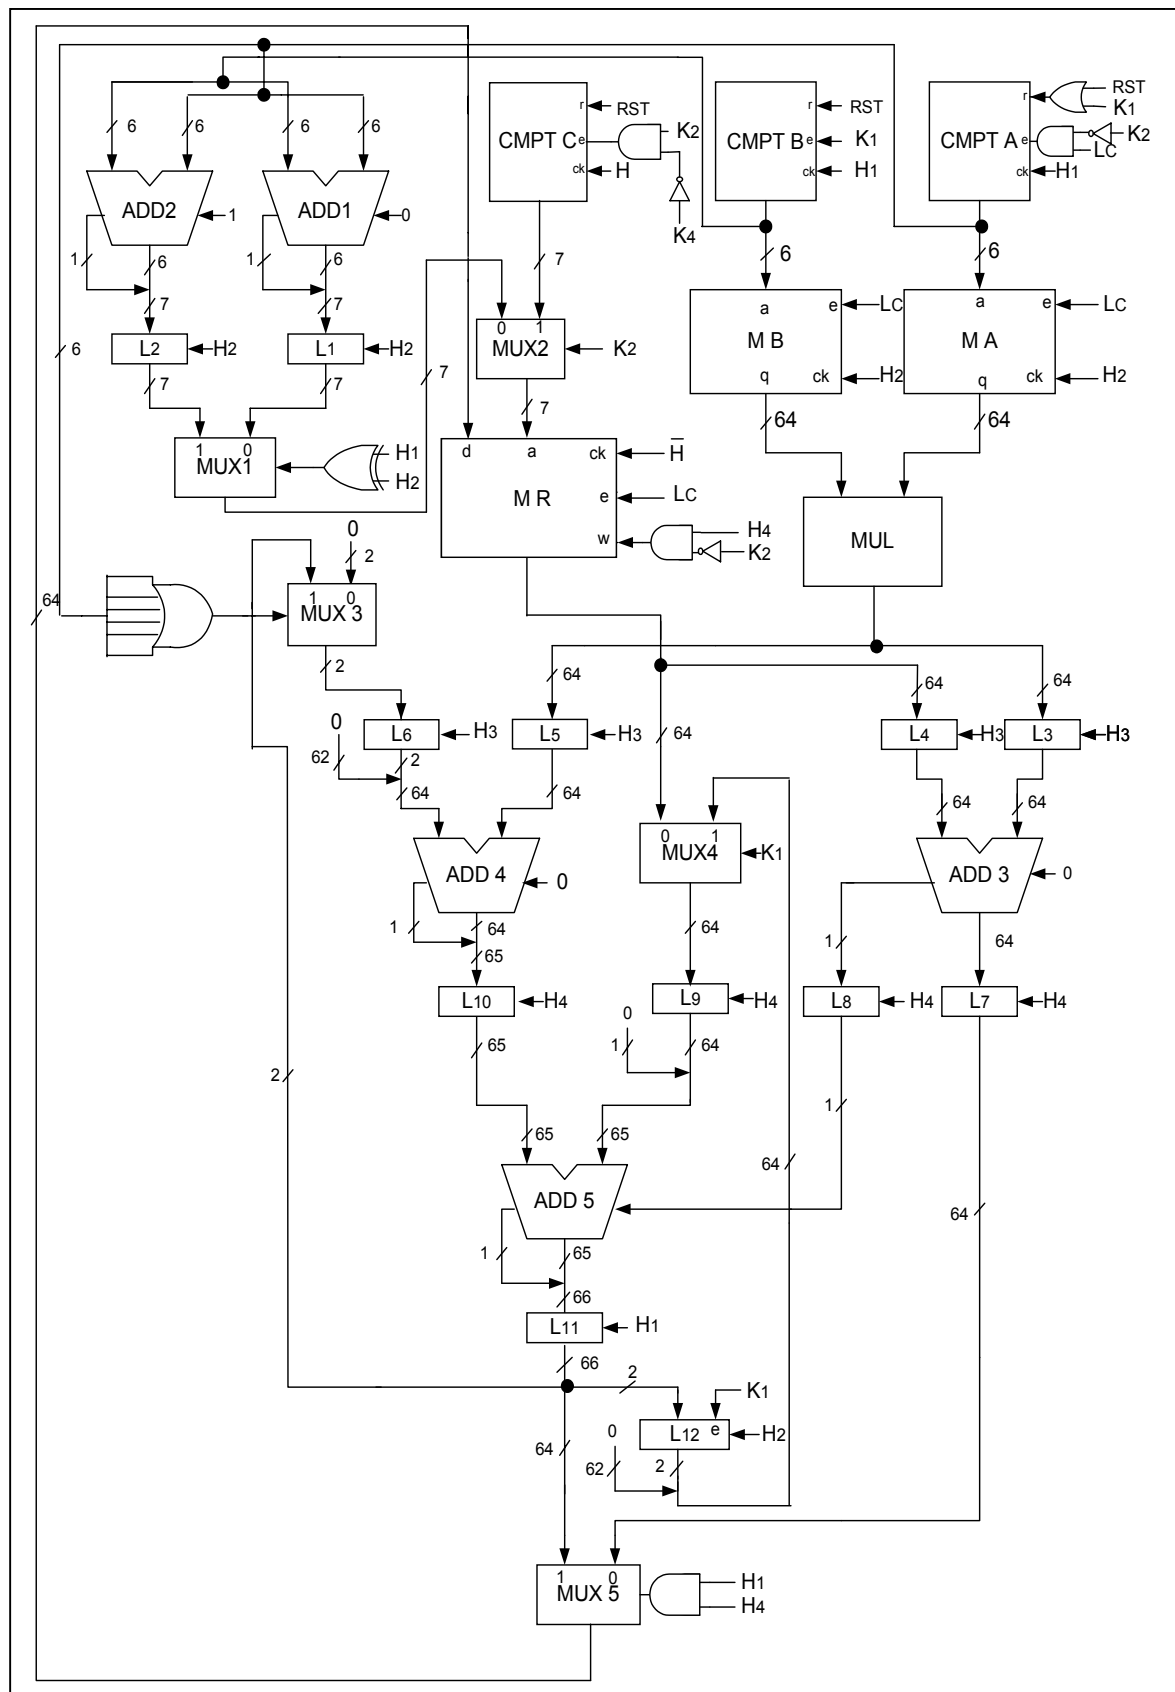 6 6 6 6
ADD2 1
ADD1 0
1 6 1 6
7 7
L2 H2
L1 H2
7 7
1 0
MUX1
H1
H2
7
6
r RST
CMPT C e K2
ck H
K4
7
0 1
MUX2 K2
7
r RST
CMPT B e K1
ck H1
r RST
K1
CMPT A e K2
LC
ck H1
6 6
a e LC
M B
q ck H2
a e LC
M A
q ck H2
64 64
MUL
d a ck H
M R e LC
w H4
K2
0
2
1 0
MUX 3
64
2
64 64 64
0
62
L6 H3
L5 H3
64
L4 H3
L3 H3
2
64 64
64 64
0 1
MUX4 K1
ADD 4 0
ADD 3 0
1 64
65
64
1 64
L10 H4
L9 H4
L8 H4
L7 H4
65
0
1 64
2
1
65 65
64
ADD 5
64
1 65
66
L11 H1
66
2
K1
L12 e H2
0
62 2
64
1 0
MUX 5
H1
H4